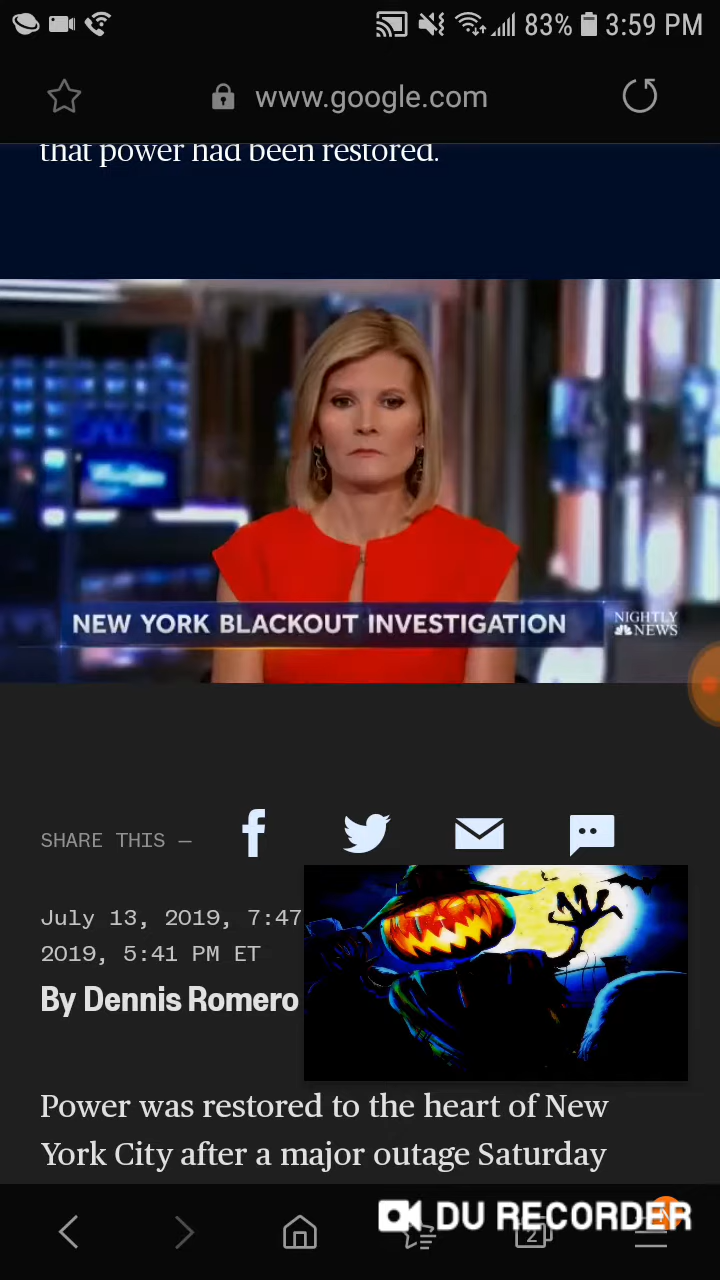 83% 3:59 PM
www.google.com
that power had been restored.
NEW YORK BLACKOUT INVESTIGATION
NIGHTLY
NEWS
SHARE THIS —
July 13, 2019, 7:47
2019, 5:41 PM ET
By Dennis Romero
Power was restored to the heart of New
York City after a major outage Saturday
DU RECORDER
2
N